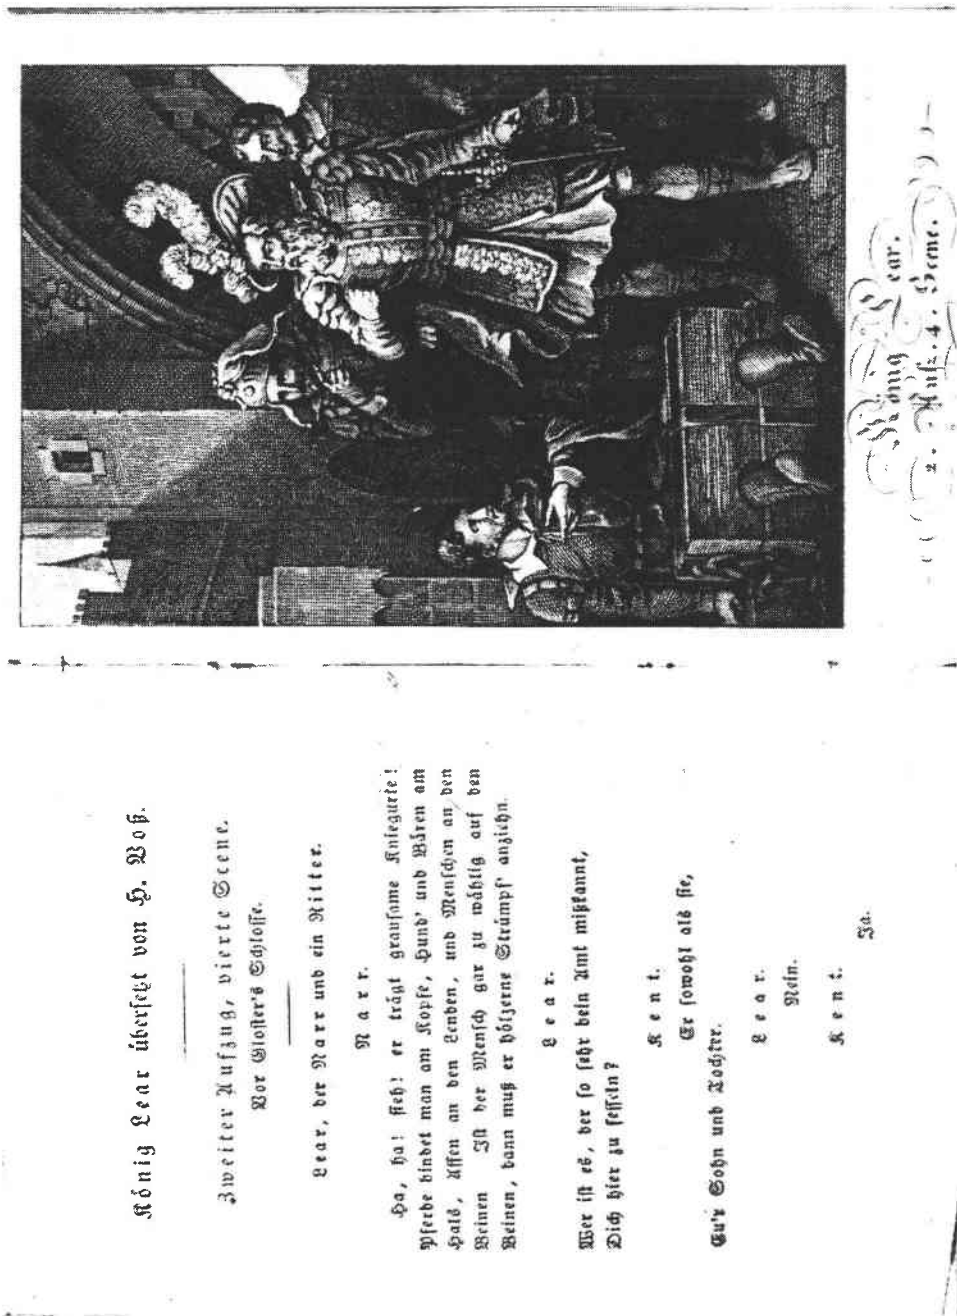 König Lear übersetzt von H. Voß.
Zweiter Aufzug, vierte Scene.
Vor Gloster's Schlosse.
Lear, der Narr und ein Ritter.
Narr.
Ha, ha! sieh! er trägt grausame Kniegurte!
Pferde bindet man am Kopfe, Hund' und Bären am
Hals, Affen an den Lenden, und Menschen an den
Beinen Ist der Mensch gar zu wählig auf den
Beinen, dann muß er hölzerne Strümpf' anziehn.
Lear.
Wer ist es, der so sehr dein Amt mißkannt,
Dich hier zu fesseln?
Kent.
Er sowohl als sie,
Eu'r Sohn und Tochter.
Lear.
Nein.
Kent.
Ja.
König Lear.
2. Aufz. 4. Scene.